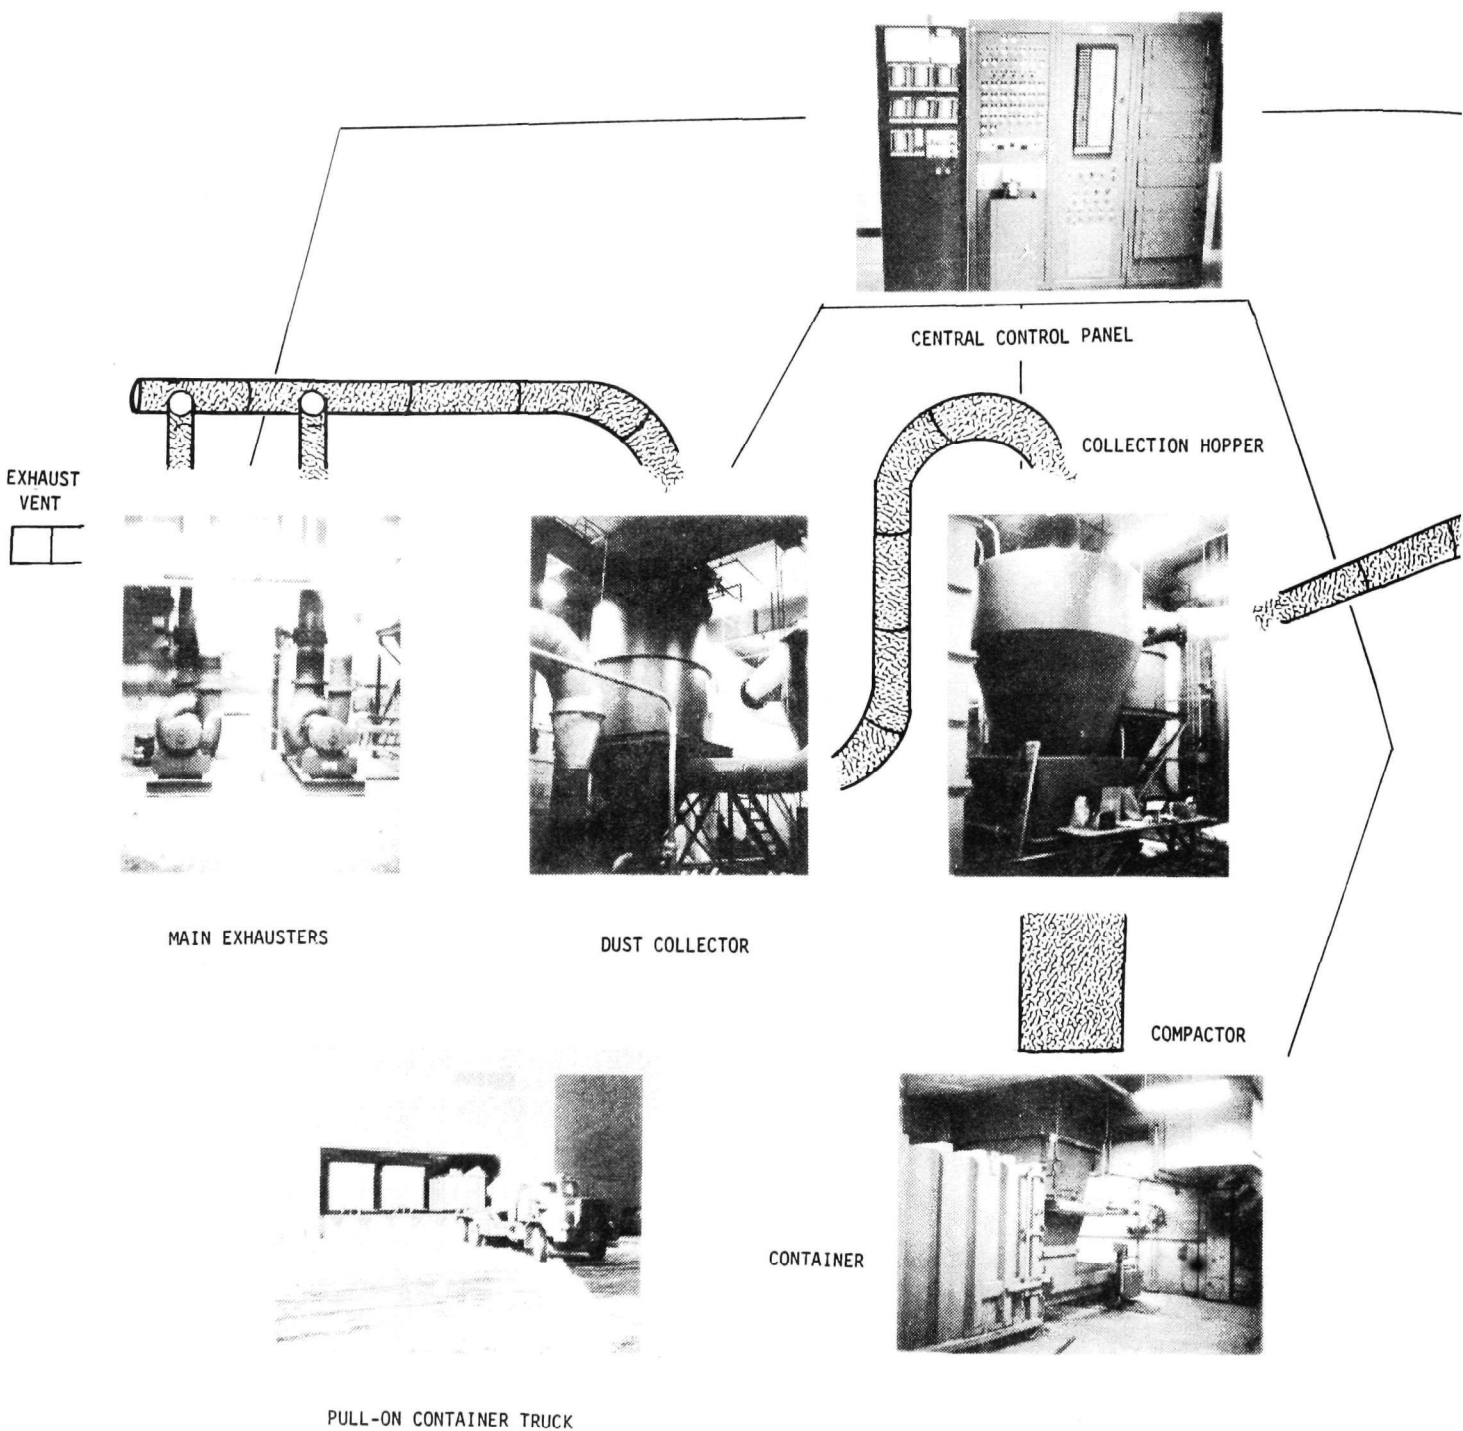 CENTRAL CONTROL PANEL
COLLECTION HOPPER
EXHAUST
VENT
MAIN EXHAUSTERS
DUST COLLECTOR
COMPACTOR
CONTAINER
PULL-ON CONTAINER TRUCK